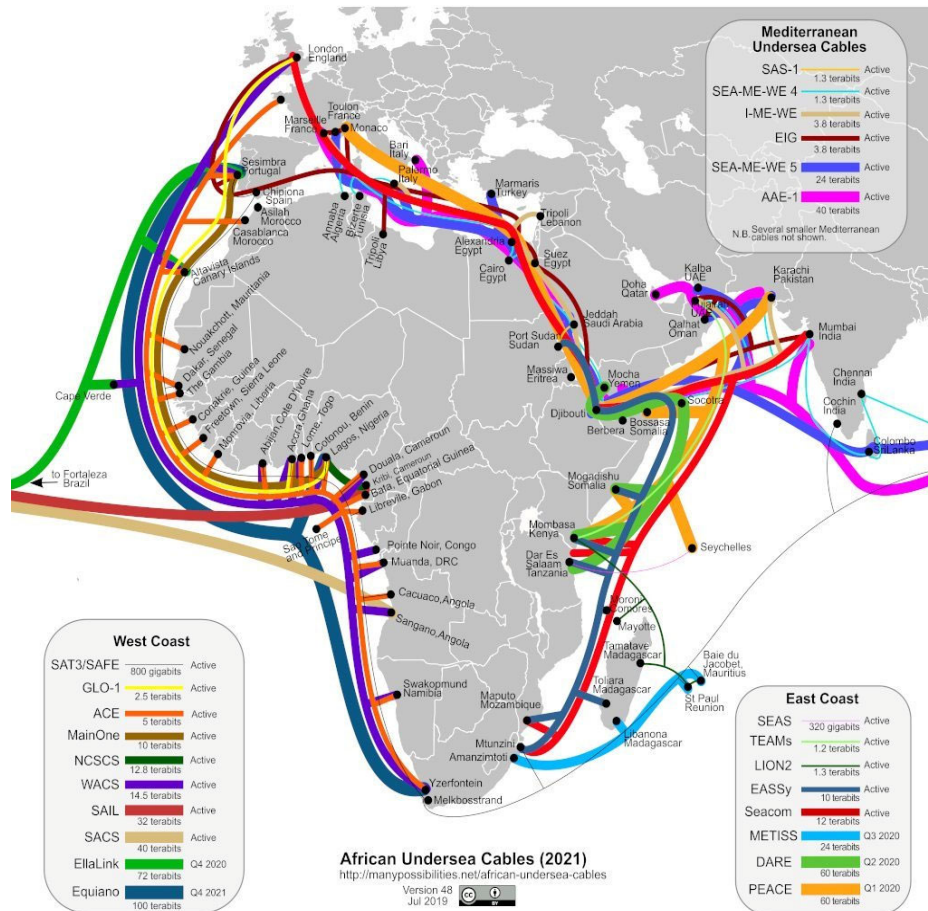 London
England
Toulon
France
Marseille
France
Monaco
Bari
Italy
Palermo
Italy
Sesimbra
Portugal
Chipiona
Spain
Asilah
Morocco
Casablanca
Morocco
Annaba
Algeria
Bizerte
Tunisia
Tripoli
Libya
Marmaris
Turkey
Tripoli
Lebanon
Alexandria
Egypt
Cairo
Egypt
Suez
Egypt
Altavista
Canary Islands
Nouakchott, Mauritania
Dakar, Senegal
The Gambia
Conakrie, Guinea
Freetown, Sierra Leone
Monrovia, Liberia
Cape Verde
Abijan, Cote D'Ivoire
Accra, Ghana
Lome, Togo
Cotonou, Benin
Lagos, Nigeria
Douala, Cameroun
Kribi, Cameroun
Bata, Equatorial Guinea
Libreville, Gabon
Sao Tome
and Principe
to Fortaleza
Brazil
Pointe Noir, Congo
Muanda, DRC
Cacuaco,Angola
Sangano,Angola
Swakopmund
Namibia
Yzerfontein
Melkbosstrand
Jeddah
Saudi Arabia
Port Sudan
Sudan
Massiwa
Eritrea
Mocha
Yemen
Djibouti
Berbera
Bossasa
Somalia
Socotra
Doha
Qatar
Kalba
UAE
UAE
Qalhat
Oman
Karachi
Pakistan
Mumbai
India
Chennai
India
Cochin
India
Colombo
Sri Lanka
Mogadishu
Somalia
Mombasa
Kenya
Dar Es
Salaam
Tanzania
Seychelles
Moroni
Comores
Mayotte
Tamatave
Madagascar
Baie du
Jacobet,
Mauritius
St Paul
Reunion
Toliara
Madagascar
Libanona
Madagascar
Maputo
Mozambique
Mtunzini
Amanzimtoti
Mediterranean
Undersea Cables
SAS-1 Active
1.3 terabits
SEA-ME-WE 4 Active
1.3 terabits
I-ME-WE Active
3.8 terabits
EIG Active
3.8 terabits
SEA-ME-WE 5 Active
24 terabits
AAE-1 Active
40 terabits
N.B. Several smaller Mediterranean
cables not shown.
West Coast
SAT3/SAFE Active
800 gigabits
GLO-1 Active
2.5 terabits
ACE Active
5 terabits
MainOne Active
10 terabits
NCSCS Active
12.8 terabits
WACS Active
14.5 terabits
SAIL Active
32 terabits
SACS Active
40 terabits
EllaLink Q4 2020
72 terabits
Equiano Q4 2021
100 terabits
East Coast
SEAS Active
320 gigabits
TEAMs Active
1.2 terabits
LION2 Active
1.3 terabits
EASSy Active
10 terabits
Seacom Active
12 terabits
METISS Q3 2020
24 terabits
DARE Q2 2020
60 terabits
PEACE Q1 2020
60 terabits
African Undersea Cables (2021)
http://manypossibilities.net/african-undersea-cables
Version 48
Jul 2019
cc BY